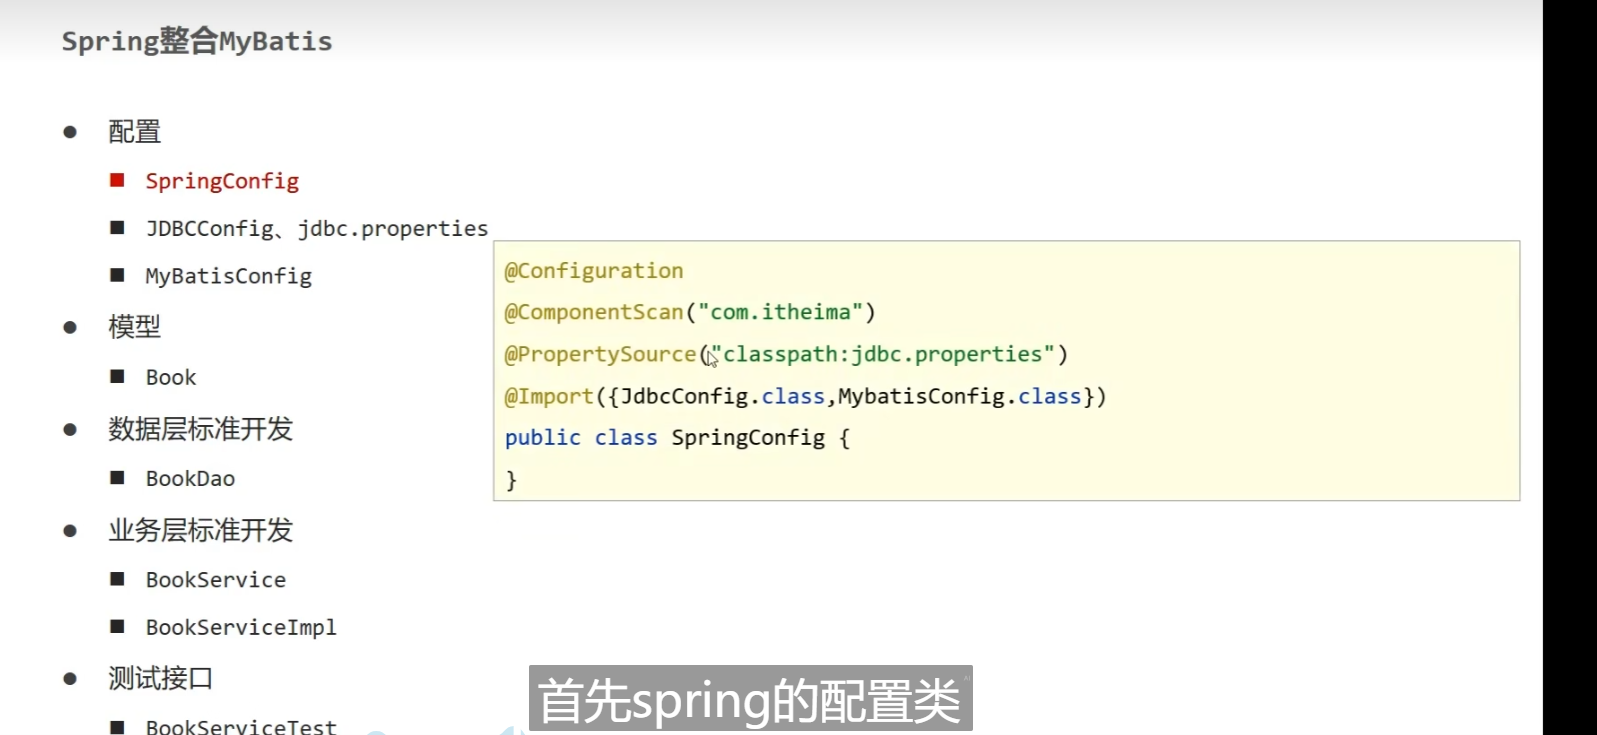 Spring整合MyBatis
配置
SpringConfig
JDBCConfig、jdbc.properties
MyBatisConfig
模型
Book
数据层标准开发
BookDao
业务层标准开发
BookService
BookServiceImpl
测试接口
BookServiceTest
@Configuration
@ComponentScan("com.itheima")
@PropertySource("classpath:jdbc.properties")
@Import({JdbcConfig.class,MybatisConfig.class})
public class SpringConfig {
}
首先spring的配置类